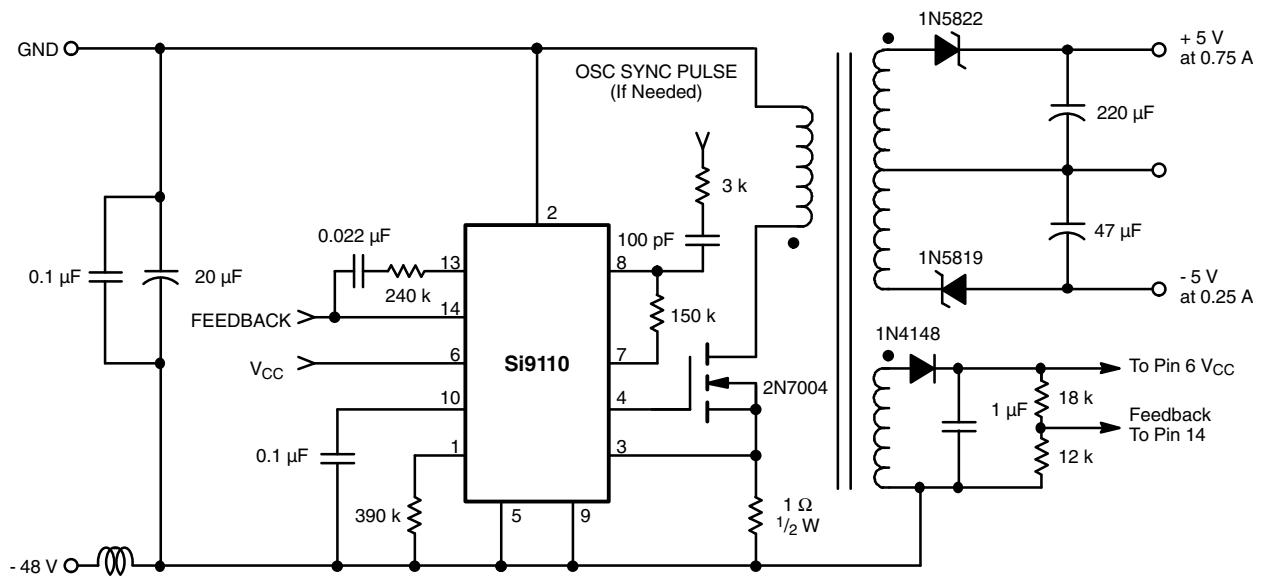 GND
1N5822
+ 5 V
at 0.75 A
OSC SYNC PULSE
(If Needed)
220 µF
3 k
2
0.022 µF
100 pF
47 µF
0.1 µF
20 µF
13
8
1N5819
- 5 V
at 0.25 A
240 k
150 k
FEEDBACK
14
1N4148
VCC
6
Si9110
7
To Pin 6 VCC
2N7004
10
4
1 µF
18 k
Feedback
To Pin 14
0.1 µF
1
3
12 k
390 k
5
9
1 Ω
1/2 W
- 48 V